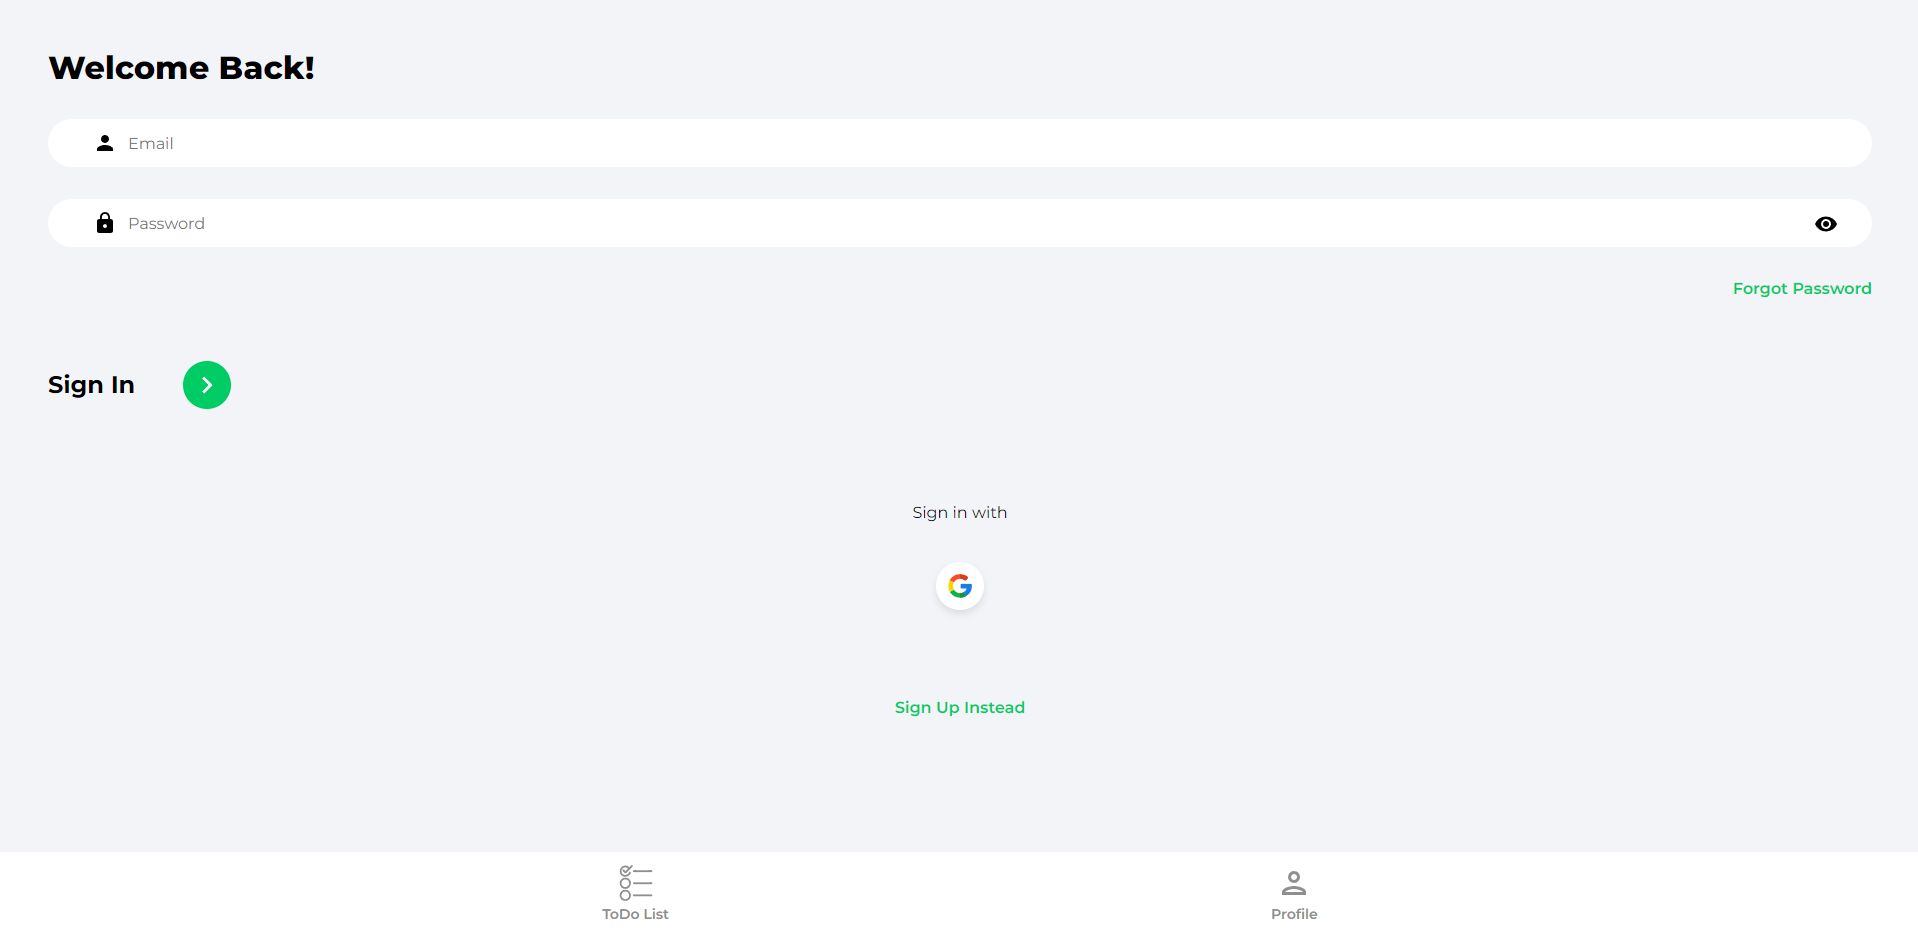 Welcome Back!
Email
Password
Forgot Password
Sign In
Sign in with
Sign Up Instead
ToDo List
Profile